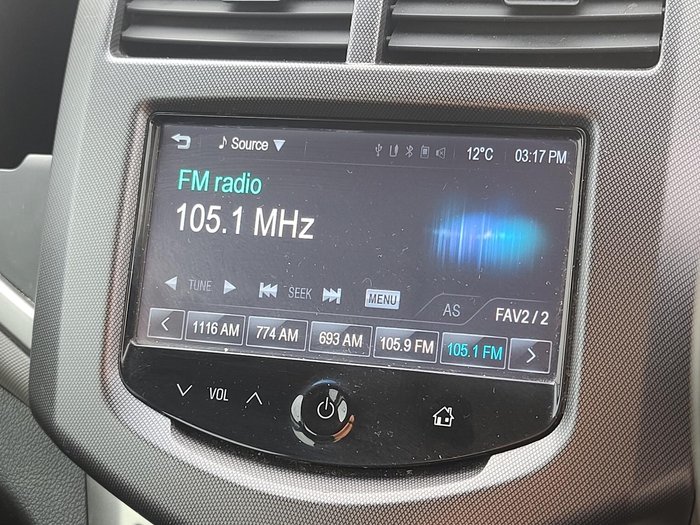 ♪ Source ▼ 12°C 03:17 PM
FM radio
105.1 MHz
TUNE SEEK MENU AS FAV2 / 2
1116 AM 774 AM 693 AM 105.9 FM 105.1 FM
VOL